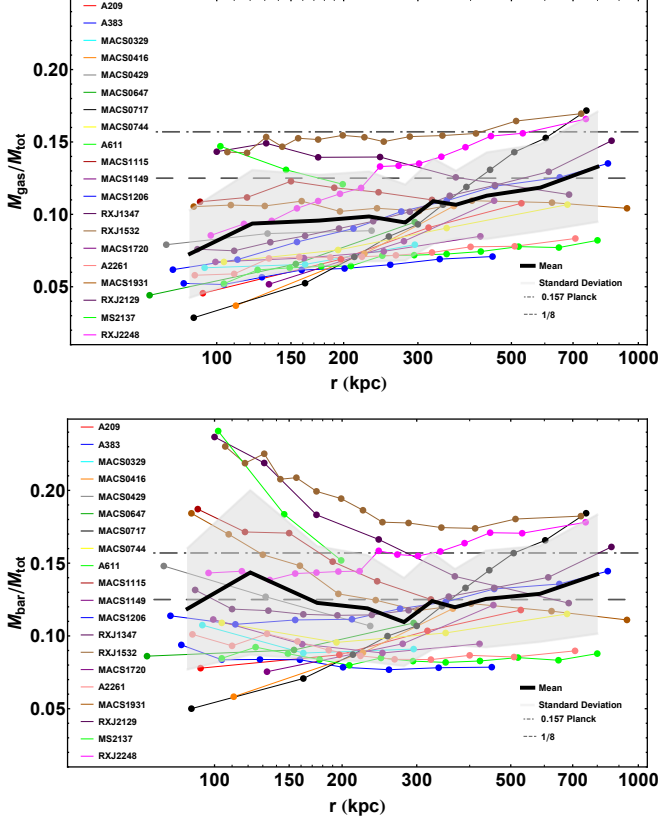 A209
A383
MACS0329
MACS0416
MACS0429
MACS0647
MACS0717
MACS0744
A611
MACS1115
MACS1149
MACS1206
RXJ1347
RXJ1532
MACS1720
A2261
MACS1931
RXJ2129
MS2137
RXJ2248
0.20
0.15
0.10
0.05
Mgas/Mtot
Mean
Standard Deviation
0.157 Planck
1/8
100 150 200 300 500 700 1000
r (kpc)
A209
A383
MACS0329
MACS0416
MACS0429
MACS0647
MACS0717
MACS0744
A611
MACS1115
MACS1149
MACS1206
RXJ1347
RXJ1532
MACS1720
A2261
MACS1931
RXJ2129
MS2137
RXJ2248
0.20
0.15
0.10
0.05
Mbar/Mtot
Mean
Standard Deviation
0.157 Planck
1/8
100 150 200 300 500 700 1000
r (kpc)